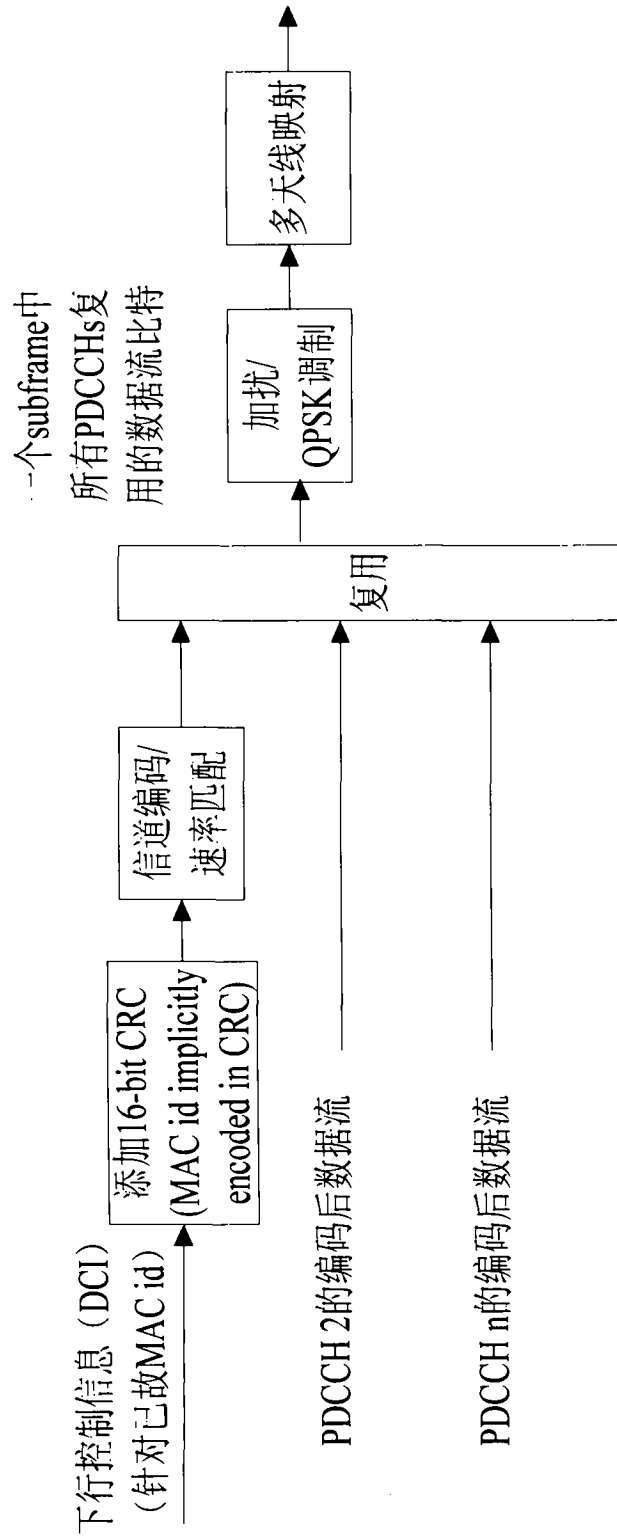 下行控制信息（DCI）
（针对已故MAC id）
添加16-bit CRC
(MAC id implicitly
encoded in CRC)
信道编码/
速率匹配
PDCCH 2的编码后数据流
PDCCH n的编码后数据流
复用
一个subframe中
所有PDCCHs复
用的数据流比特
加扰/
QPSK调制
多天线映射